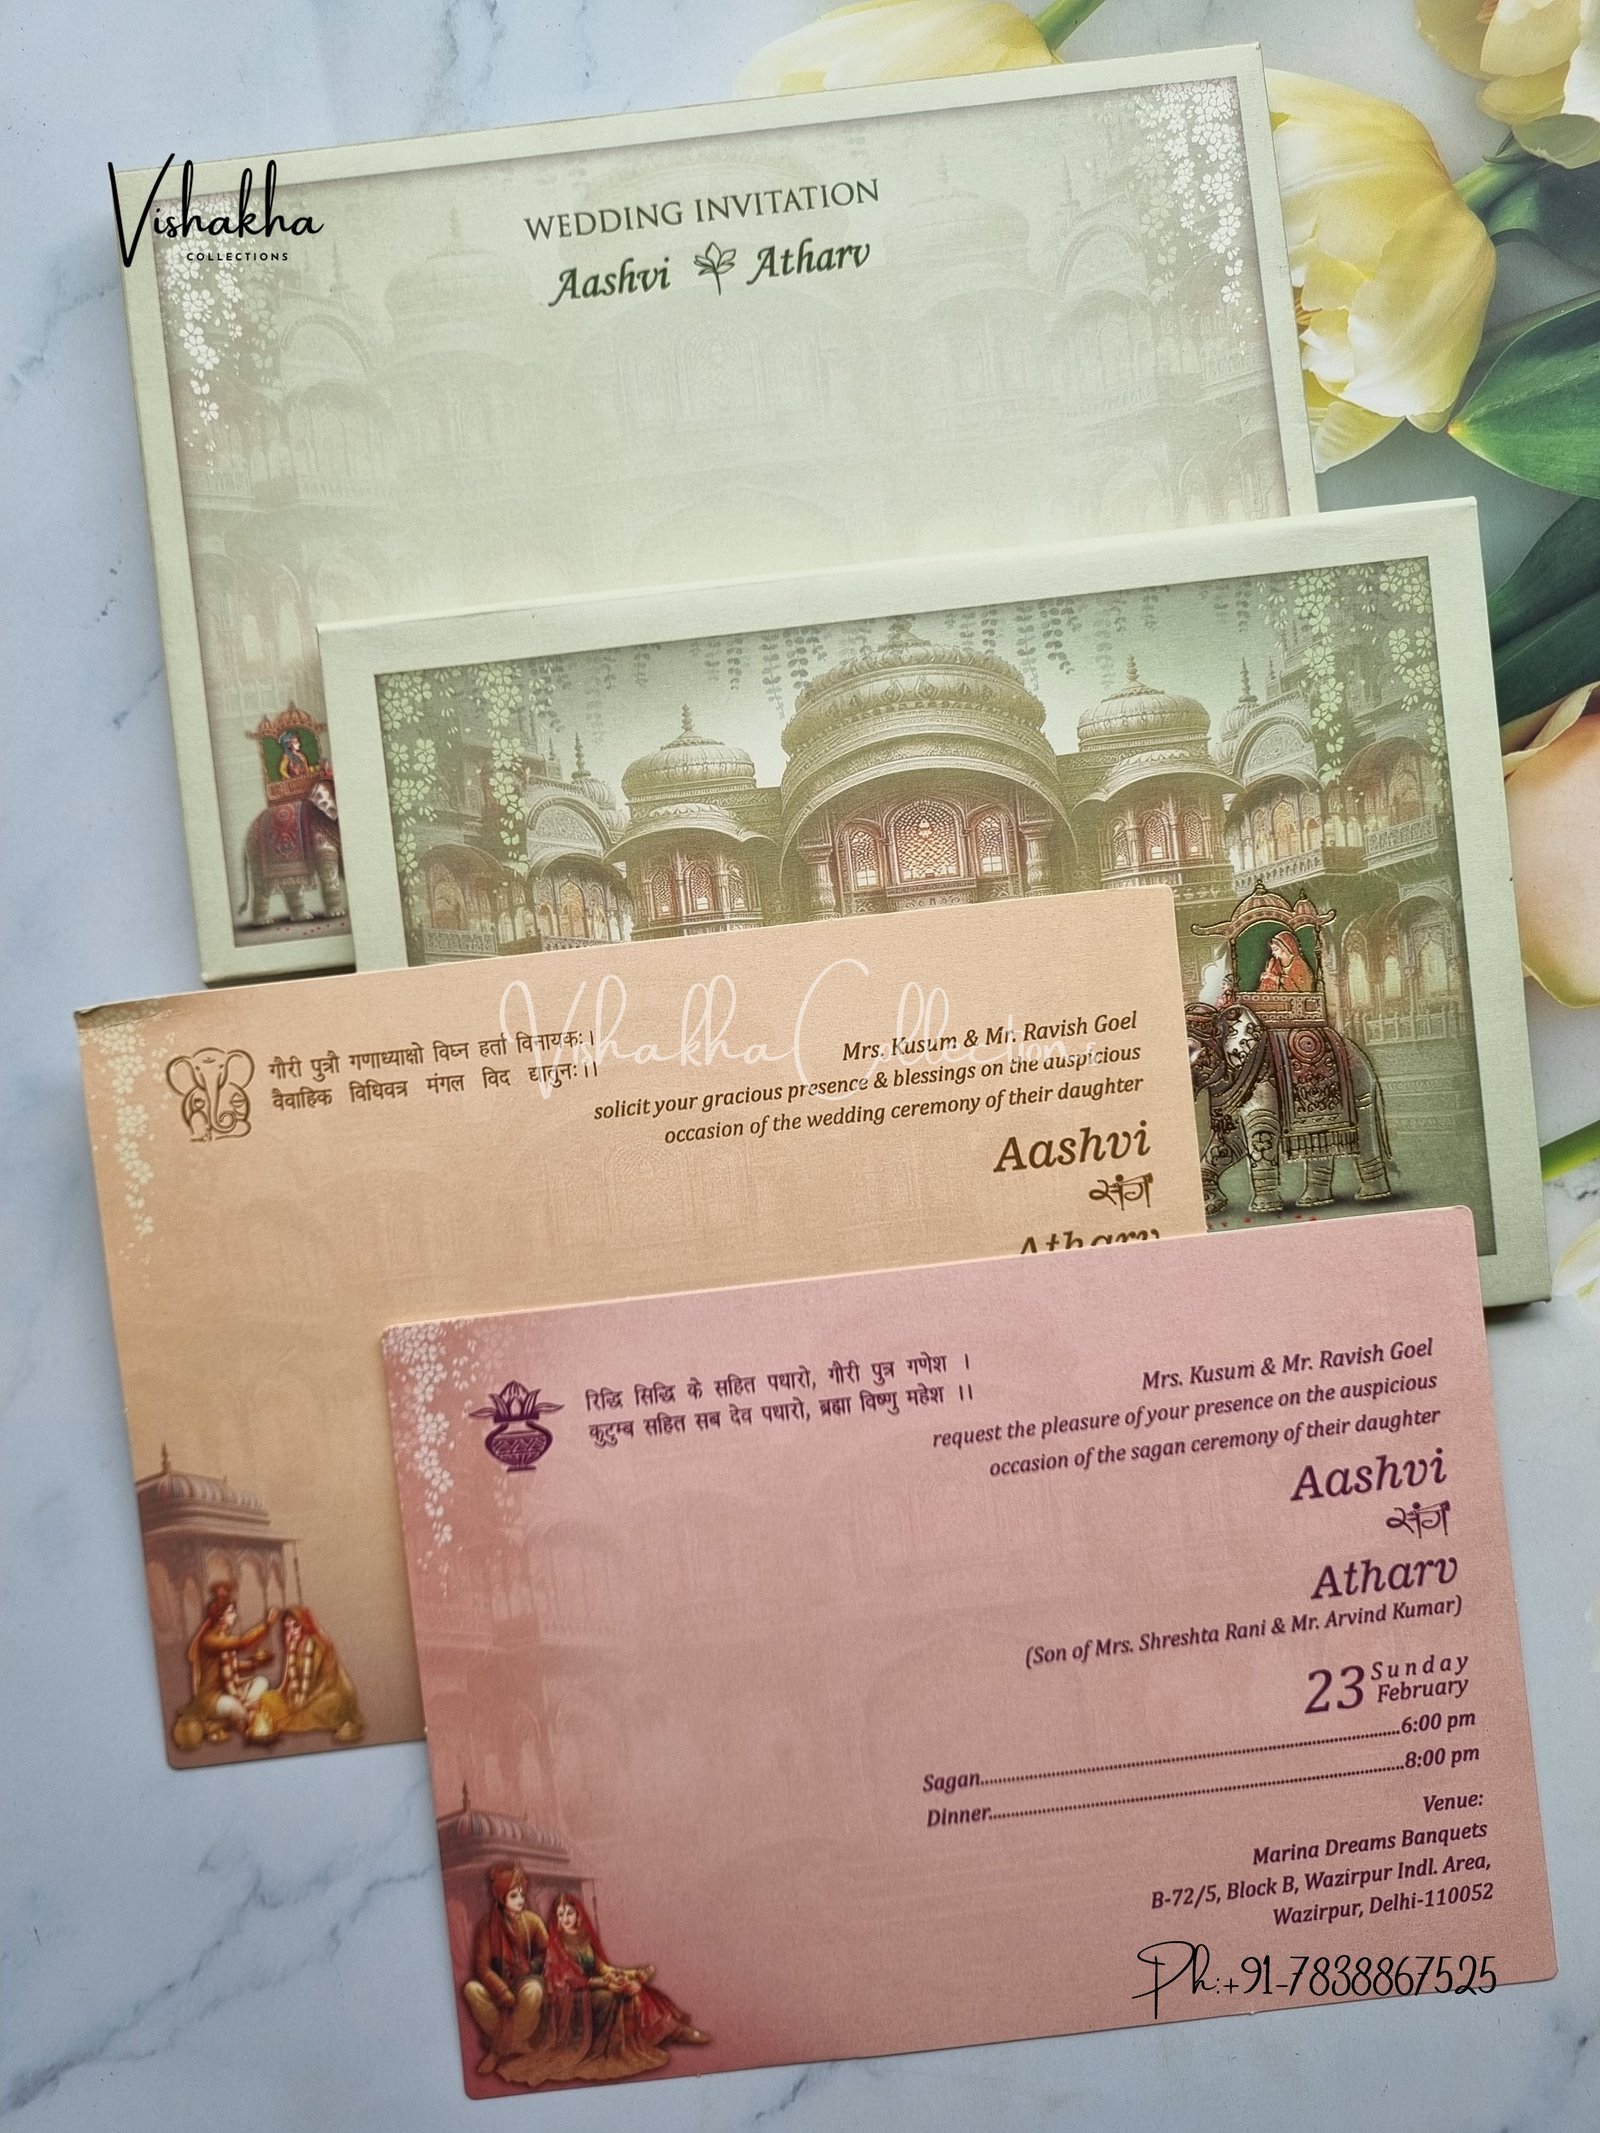 Vishakha
COLLECTIONS
WEDDING INVITATION
Aashvi Atharv
Vishakha Collections
गौरी पुत्रौ गणाध्याक्षो विघ्न हर्ता विनायकः।
वैवाहिक विधिवत्र मंगल विद द्यातुनः।।
Mrs. Kusum & Mr. Ravish Goel
solicit your gracious presence & blessings on the auspicious
occasion of the wedding ceremony of their daughter
Aashvi
संग
Atharv
रिद्धि सिद्धि के सहित पधारो, गौरी पुत्र गणेश ।
कुटुम्ब सहित सब देव पधारो, ब्रह्मा विष्णु महेश ।।
Mrs. Kusum & Mr. Ravish Goel
request the pleasure of your presence on the auspicious
occasion of the sagan ceremony of their daughter
Aashvi
संग
Atharv
(Son of Mrs. Shreshta Rani & Mr. Arvind Kumar)
23 Sunday
February
Sagan...6:00 pm
Dinner...8:00 pm
Venue:
Marina Dreams Banquets
B-72/5, Block B, Wazirpur Indl. Area,
Wazirpur, Delhi-110052
Ph:+91-7838867525